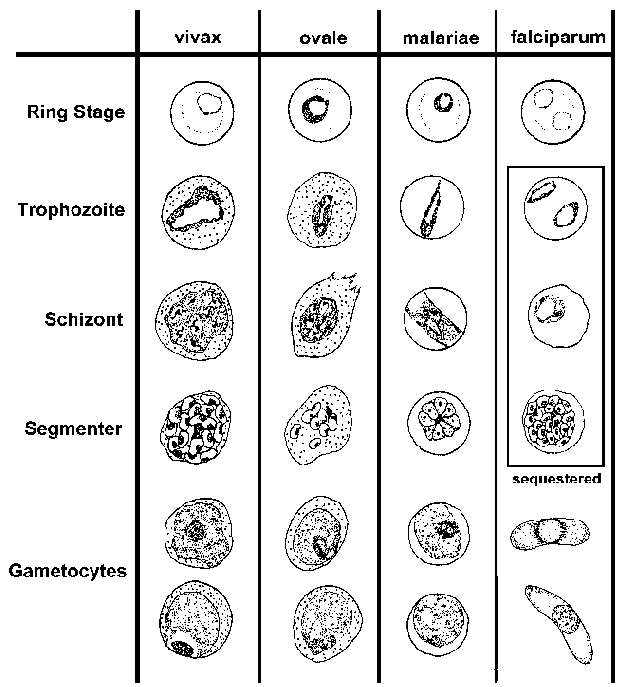 vivax ovale malariae falciparum
Ring Stage
Trophozoite
Schizont
Segmenter
sequestered
Gametocytes